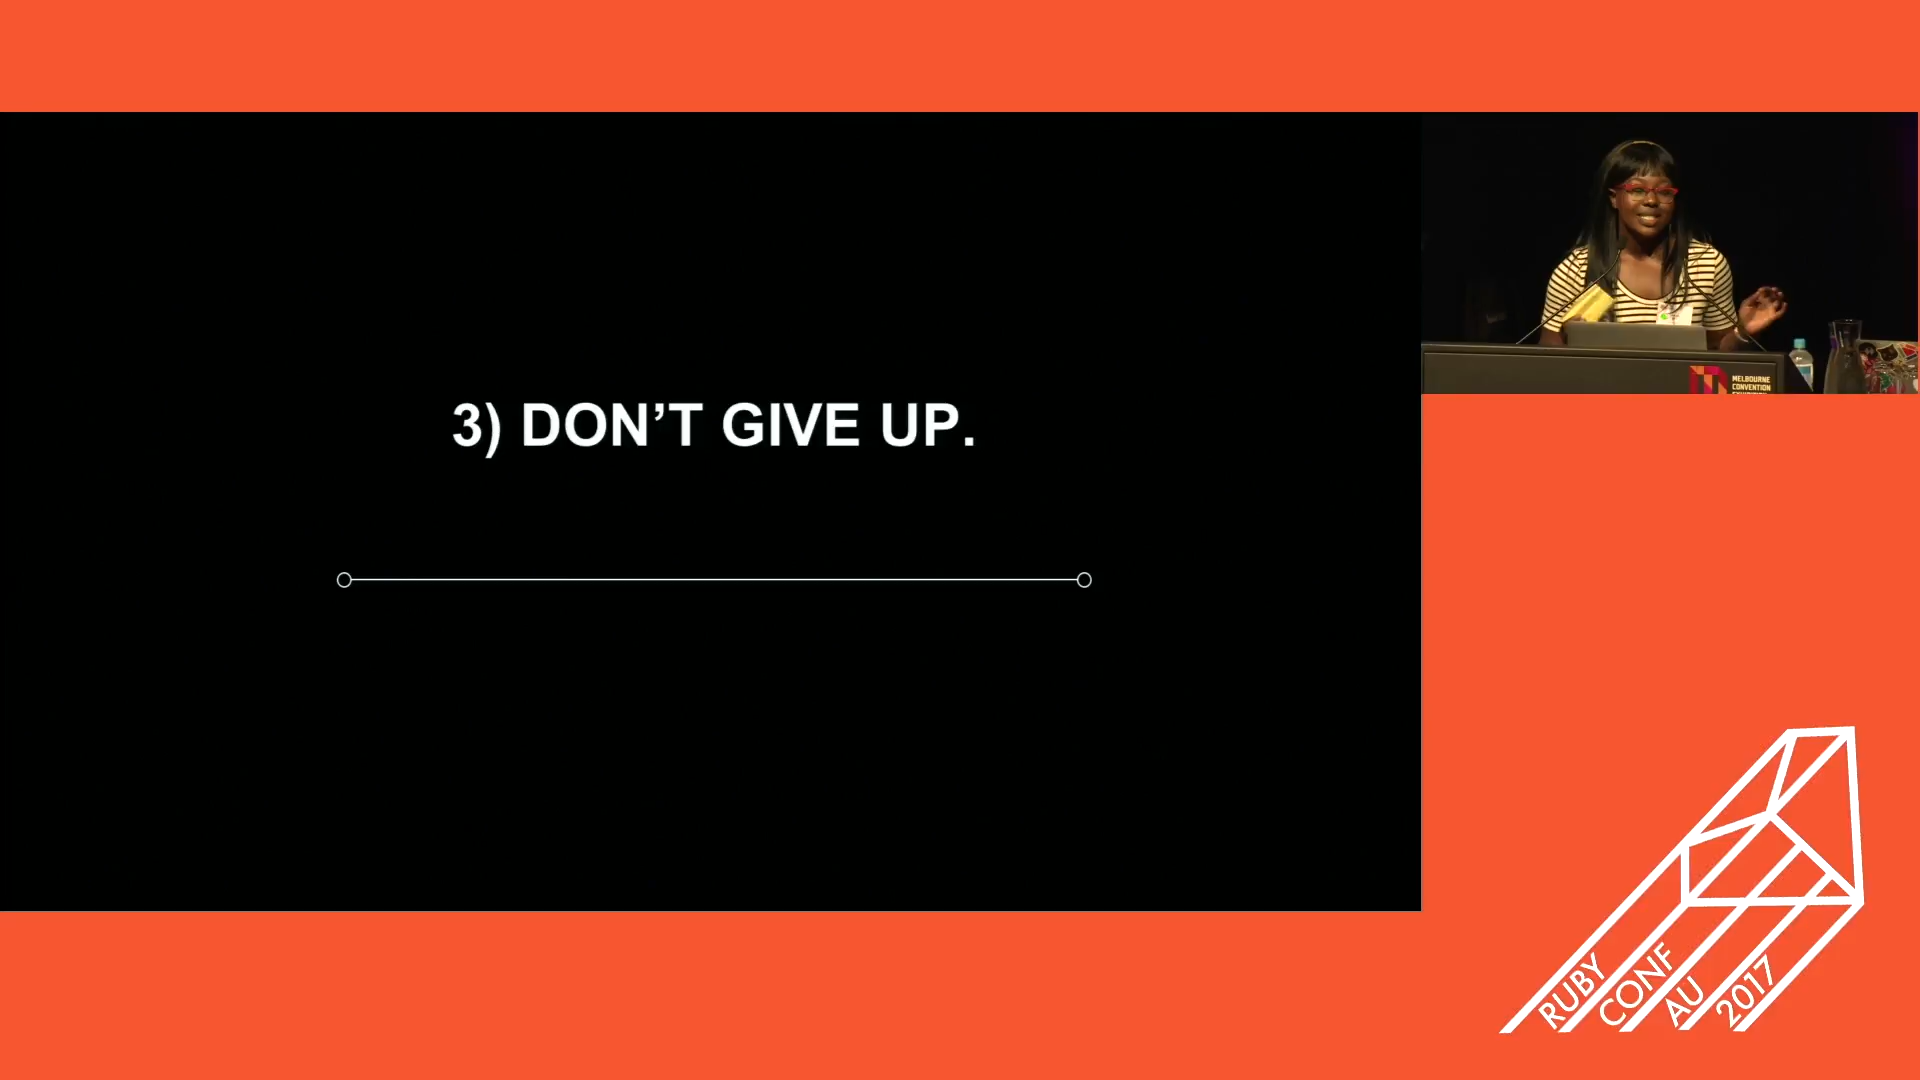 3) DON’T GIVE UP.
MELBOURNE
CONVENTION
RUBY
CONF
AU
2017